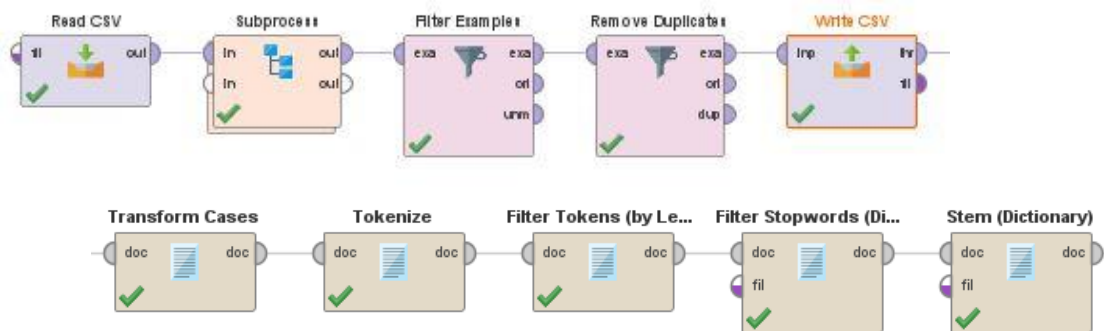 Read CSV Subprocess Filter Examples Remove Duplicates Write CSV
fil out in out exa exa exa exa inp thr
in out ori ori fil
unm dup
Transform Cases Tokenize Filter Tokens (by Le... Filter Stopwords (Di... Stem (Dictionary)
doc doc doc doc doc doc doc doc doc doc
fil fil